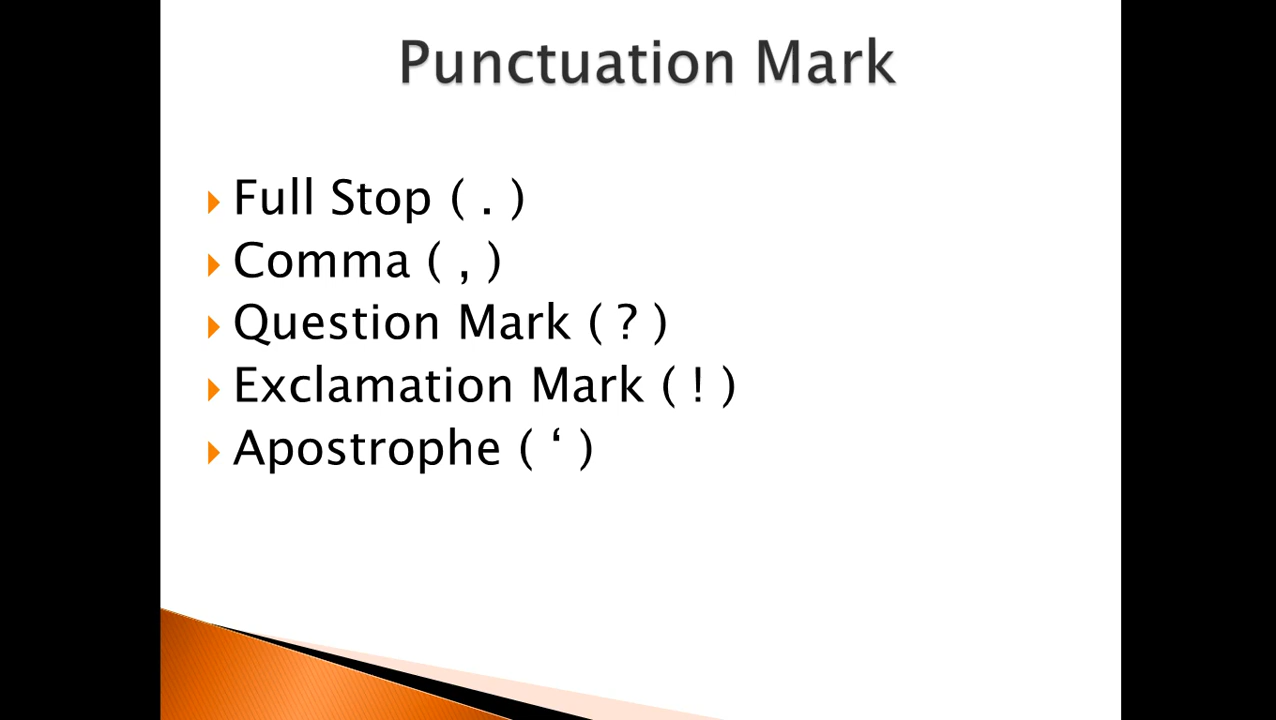 Punctuation Mark
Full Stop ( . )
Comma ( , )
Question Mark ( ? )
Exclamation Mark ( ! )
Apostrophe ( ‘ )